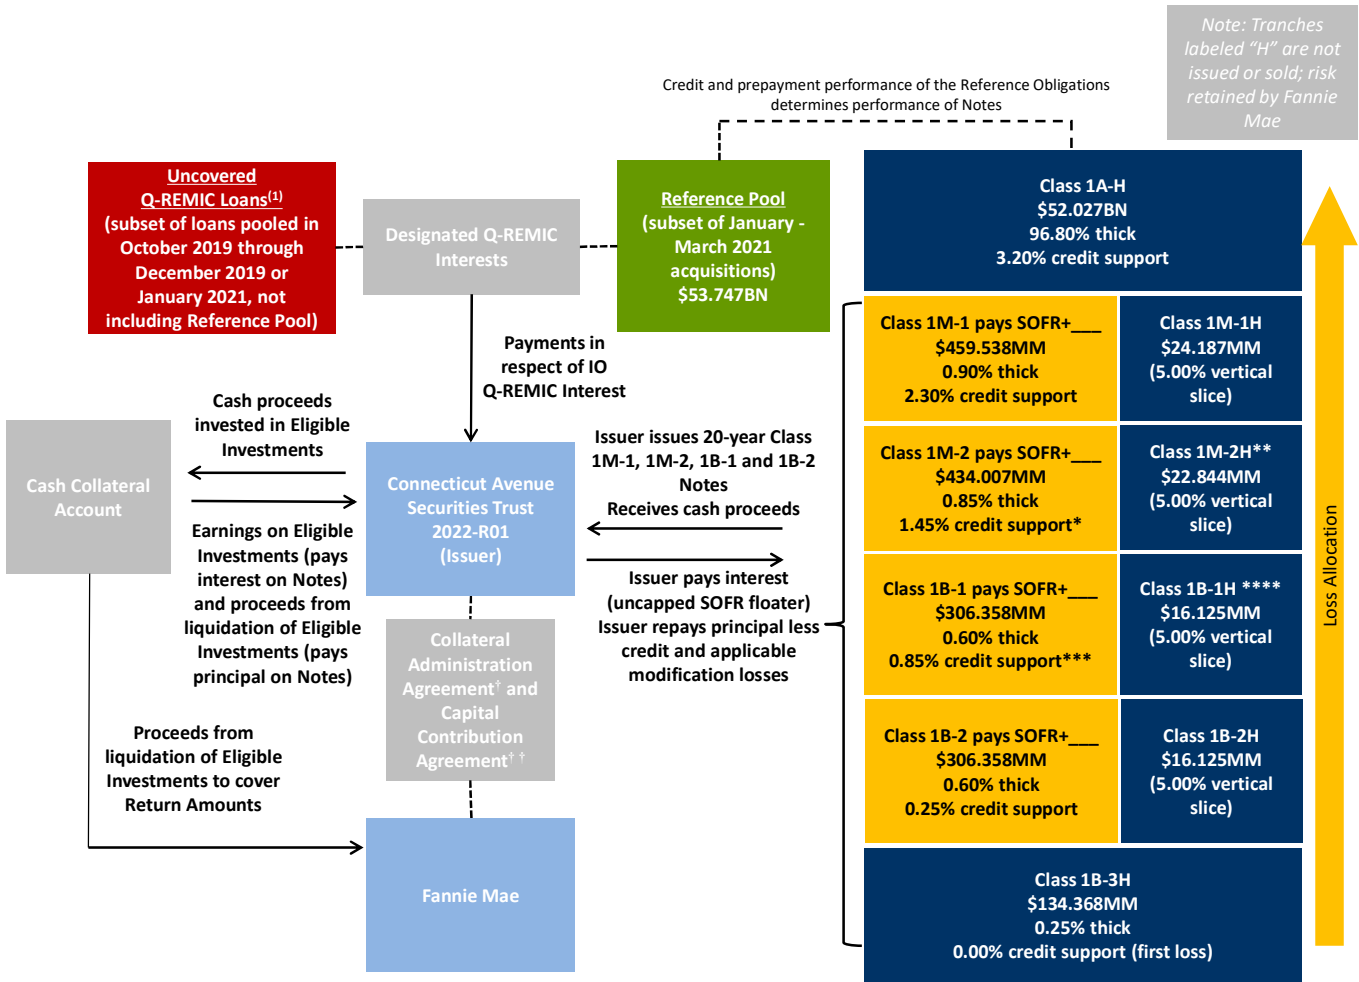 Note: Tranches
labeled “H” are not
issued or sold; risk
retained by Fannie
Mae
Credit and prepayment performance of the Reference Obligations
determines performance of Notes
Uncovered
Q-REMIC Loans(1)
(subset of loans pooled in
October 2019 through
December 2019 or
January 2021, not
including Reference Pool)
Designated Q-REMIC
Interests
Reference Pool
(subset of January -
March 2021
acquisitions)
$53.747BN
Class 1A-H
$52.027BN
96.80% thick
3.20% credit support
Payments in
respect of IO
Q-REMIC Interest
Class 1M-1 pays SOFR+___
$459.538MM
0.90% thick
2.30% credit support
Class 1M-1H
$24.187MM
(5.00% vertical
slice)
Cash proceeds
invested in Eligible
Investments
Cash Collateral
Account
Earnings on Eligible
Investments (pays
interest on Notes)
and proceeds from
liquidation of Eligible
Investments (pays
principal on Notes)
Connecticut Avenue
Securities Trust
2022-R01
(Issuer)
Issuer issues 20-year Class
1M-1, 1M-2, 1B-1 and 1B-2
Notes
Receives cash proceeds
Issuer pays interest
(uncapped SOFR floater)
Issuer repays principal less
credit and applicable
modification losses
Class 1M-2 pays SOFR+___
$434.007MM
0.85% thick
1.45% credit support*
Class 1M-2H**
$22.844MM
(5.00% vertical
slice)
Class 1B-1 pays SOFR+___
$306.358MM
0.60% thick
0.85% credit support***
Class 1B-1H ****
$16.125MM
(5.00% vertical
slice)
Loss Allocation
Collateral
Administration
Agreement† and
Capital
Contribution
Agreement† †
Proceeds from
liquidation of Eligible
Investments to cover
Return Amounts
Class 1B-2 pays SOFR+___
$306.358MM
0.60% thick
0.25% credit support
Class 1B-2H
$16.125MM
(5.00% vertical
slice)
Fannie Mae
Class 1B-3H
$134.368MM
0.25% thick
0.00% credit support (first loss)